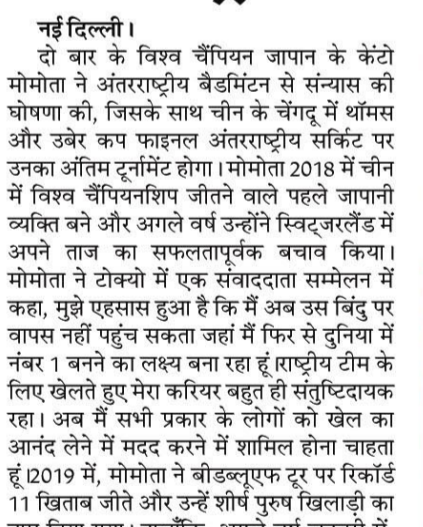 नई दिल्ली।
दो बार के विश्व चैंपियन जापान के केंटो
मोमोता ने अंतरराष्ट्रीय बैडमिंटन से संन्यास की
घोषणा की, जिसके साथ चीन के चेंगदू में थॉमस
और उबेर कप फाइनल अंतरराष्ट्रीय सर्किट पर
उनका अंतिम टूर्नामेंट होगा।मोमोता 2018 में चीन
में विश्व चैंपियनशिप जीतने वाले पहले जापानी
व्यक्ति बने और अगले वर्ष उन्होंने स्विट्जरलैंड में
अपने ताज का सफलतापूर्वक बचाव किया।
मोमोता ने टोक्यो में एक संवाददाता सम्मेलन में
कहा, मुझे एहसास हुआ है कि मैं अब उस बिंदु पर
वापस नहीं पहुंच सकता जहां मैं फिर से दुनिया में
नंबर 1 बनने का लक्ष्य बना रहा हूं।राष्ट्रीय टीम के
लिए खेलते हुए मेरा करियर बहुत ही संतुष्टिदायक
रहा। अब मैं सभी प्रकार के लोगों को खेल का
आनंद लेने में मदद करने में शामिल होना चाहता
हूं।2019 में, मोमोता ने बीडब्लूएफ टूर पर रिकॉर्ड
11 खिताब जीते और उन्हें शीर्ष पुरुष खिलाड़ी का